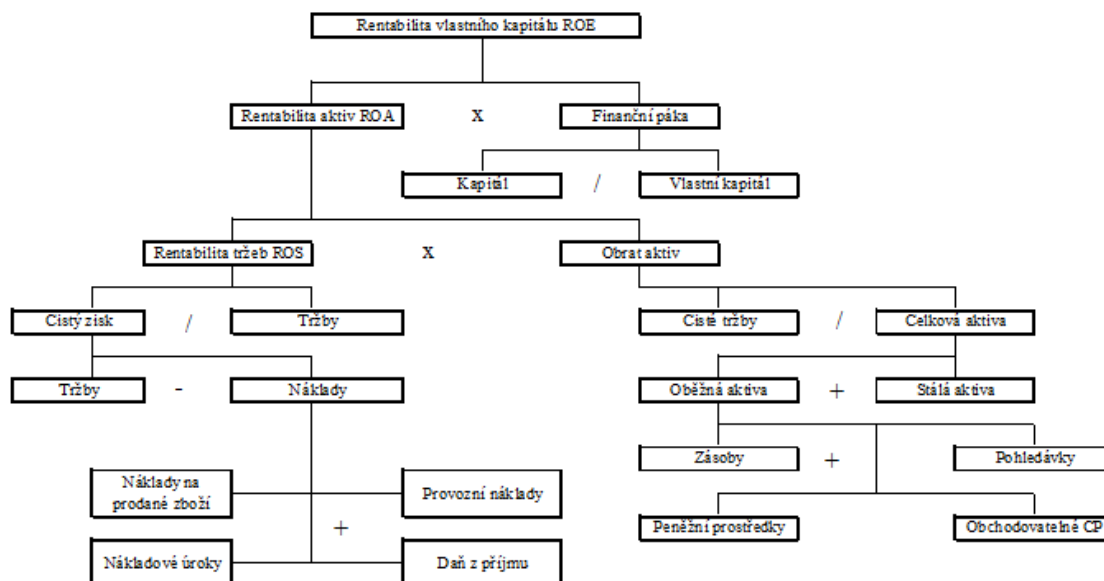 Rentabilita vlastního kapitálu ROE
Rentabilita aktiv ROA
x
Finanční páka
Kapitál
/
Vlastní kapitál
Rentabilita tržeb ROS
x
Obrat aktiv
Čistý zisk
/
Tržby
Čisté tržby
/
Celková aktiva
Tržby
-
Náklady
Oběžná aktiva
+
Stálá aktiva
Zásoby
+
Pohledávky
Náklady na
prodané zboží
Provozní náklady
Peněžní prostředky
Obchodovatelné CP
+
Nákladové úroky
Daň z příjmu